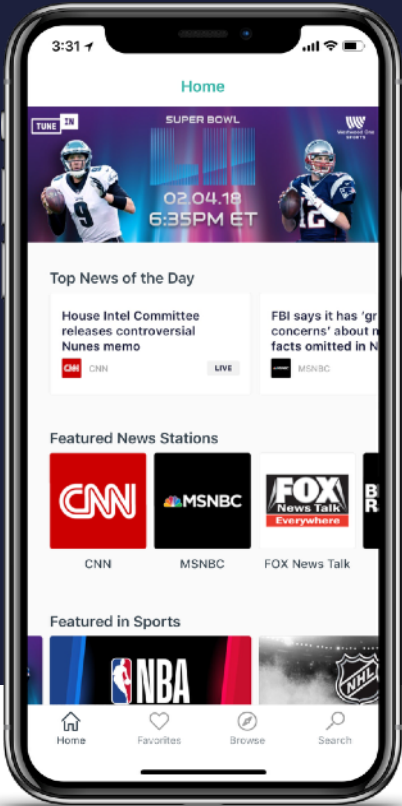 3:31
Home
TUNE IN
SUPER BOWL
LII
Westwood One
SPORTS
02.04.18
6:35PM ET
9
12
Top News of the Day
House Intel Committee
releases controversial
Nunes memo
CNN
CNN
LIVE
FBI says it has 'gr
concerns' about
facts omitted in N
MSNBC
Featured News Stations
CNN
MSNBC
FOX
News Talk
Everywhere
CNN
MSNBC
FOX News Talk
Featured in Sports
NBA
NHL
Home
Favorites
Browse
Search